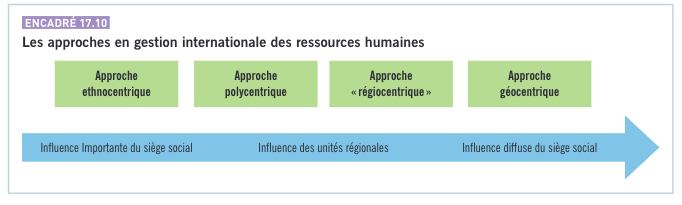 ENCADRÉ 17.10
Les approches en gestion internationale des ressources humaines
Approche
ethnocentrique
Approche
polycentrique
Approche
« régiocentrique »
Approche
géocentrique
Influence Importante du siège social
Influence des unités régionales
Influence diffuse du siège social